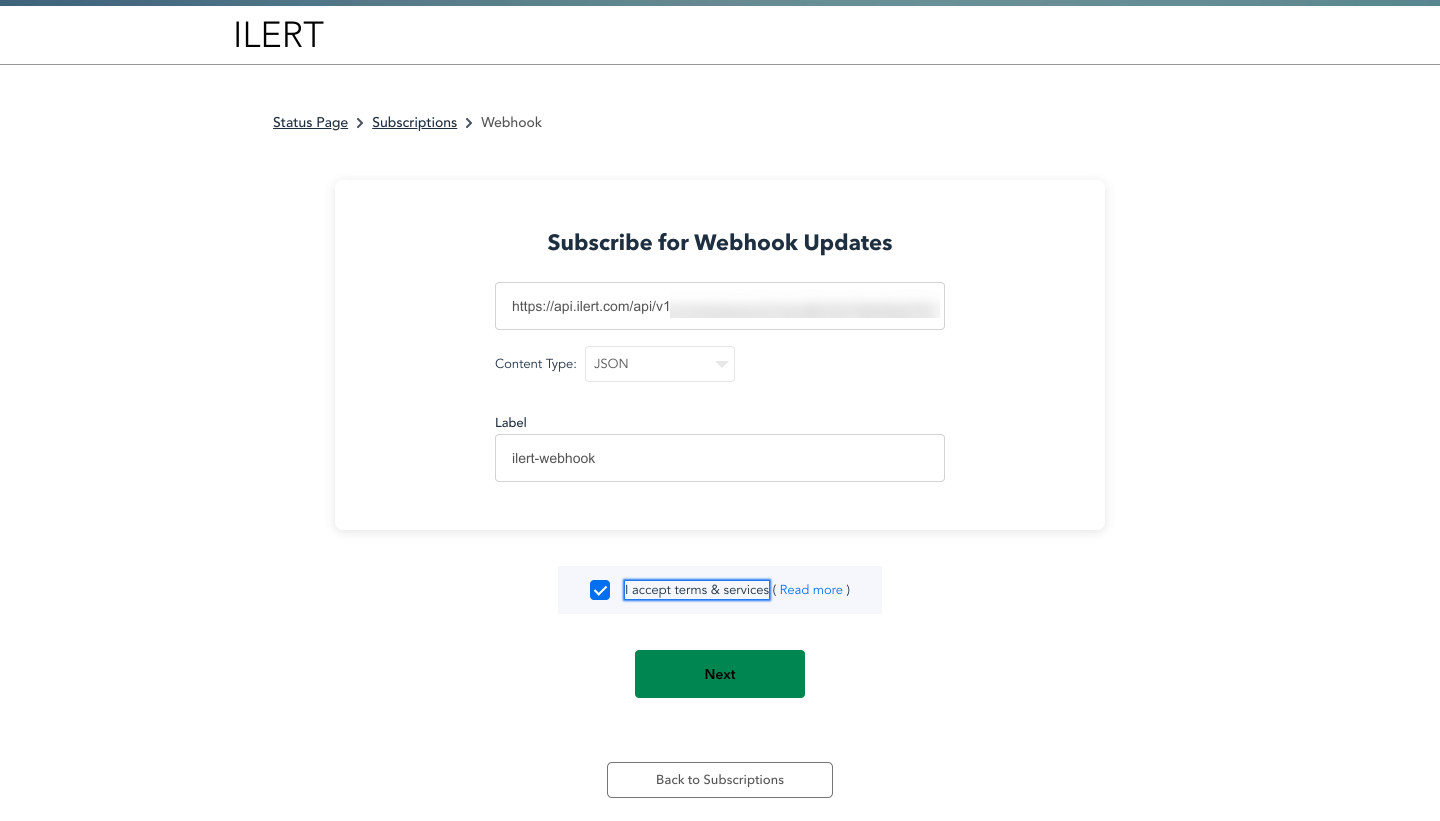 ILERT
Status Page > Subscriptions > Webhook
Subscribe for Webhook Updates
https://api.ilert.com/api/v1
Content Type: JSON
Label
ilert-webhook
I accept terms & services ( Read more )
Next
Back to Subscriptions